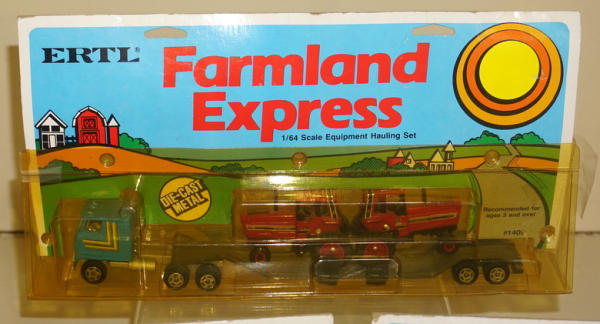 ERTL®
Farmland
Express
1/64 Scale Equipment Hauling Set
DIE-CAST
METAL
Recommended for
ages 3 and over